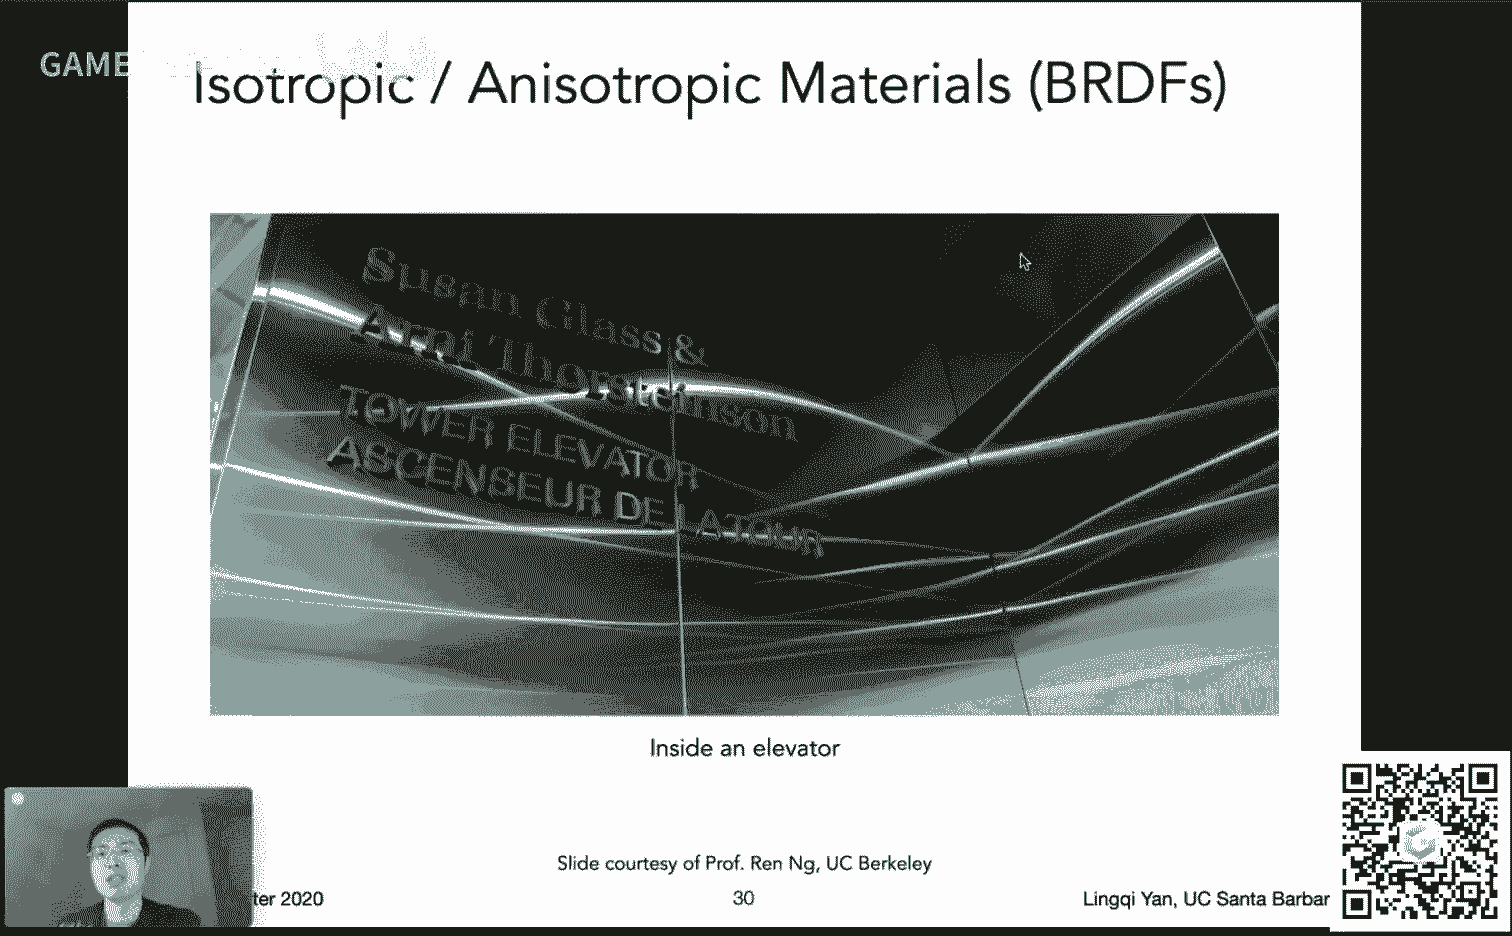 GAME
Isotropic / Anisotropic Materials (BRDFs)
Susan Glass &
Arni Thorsteinson
TOWER ELEVATOR
ASCENSEUR DE LA TOUR
Inside an elevator
Slide courtesy of Prof. Ren Ng, UC Berkeley
ter 2020
30
Lingqi Yan, UC Santa Barbar